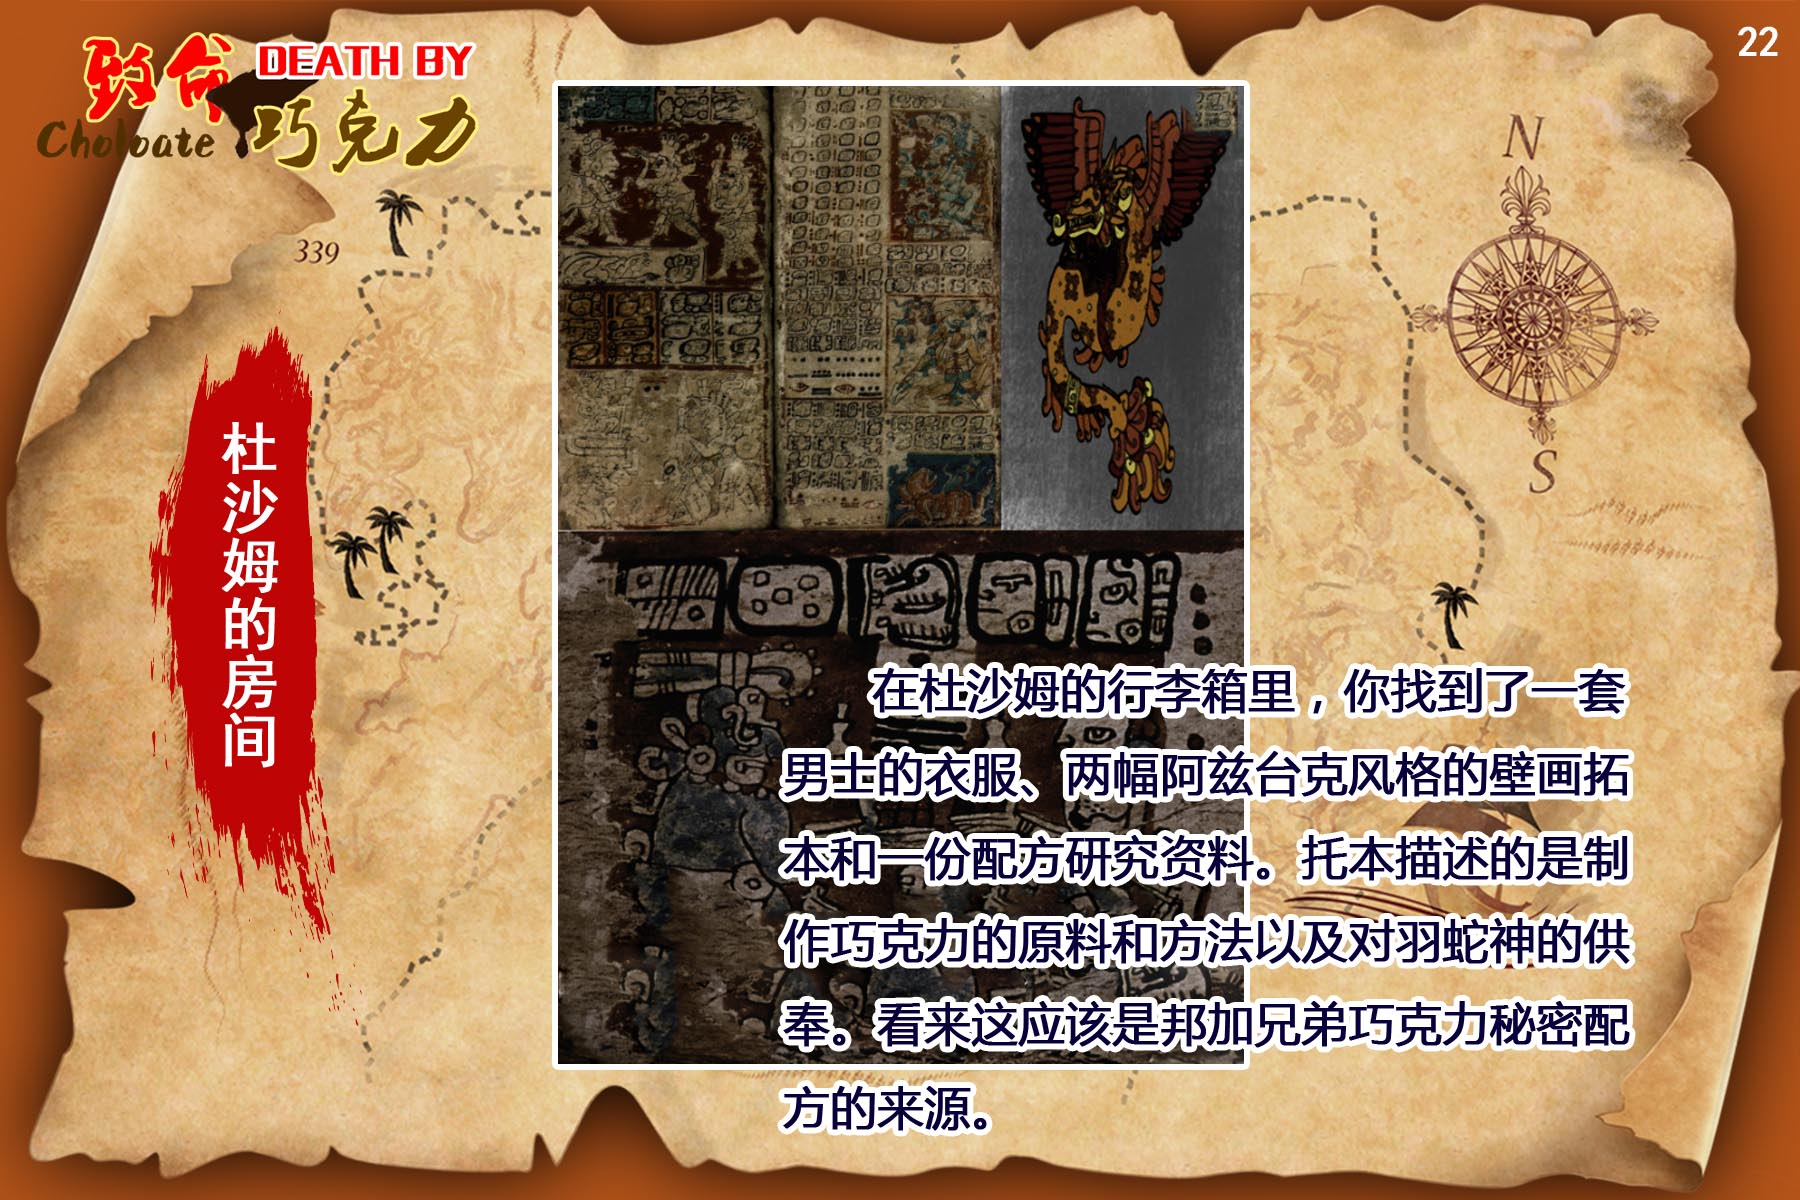 22
致命 DEATH BY
Choloate 巧克力
N
339
S
杜沙姆的房间
在杜沙姆的行李箱里，你找到了一套
男士的衣服、两幅阿兹台克风格的壁画拓
本和一份配方研究资料。托本描述的是制
作巧克力的原料和方法以及对羽蛇神的供
奉。看来这应该是邦加兄弟巧克力秘密配
方的来源。